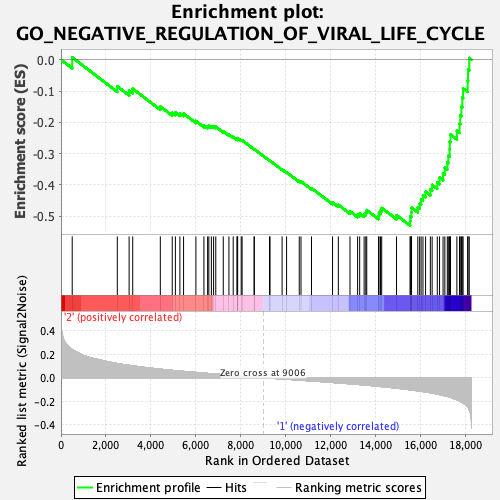 Enrichment plot:
GO_NEGATIVE_REGULATION_OF_VIRAL_LIFE_CYCLE
Enrichment score (ES)
0.0
-0.1
-0.2
-0.3
-0.4
-0.5
Ranked list metric (Signal2Noise)
'2' (positively correlated)
0.4
0.2
0.0
-0.2
-0.4
Zero cross at 9006
'1' (negatively correlated)
0 2,000 4,000 6,000 8,000 10,000 12,000 14,000 16,000 18,000
Rank in Ordered Dataset
Enrichment profile Hits Ranking metric scores